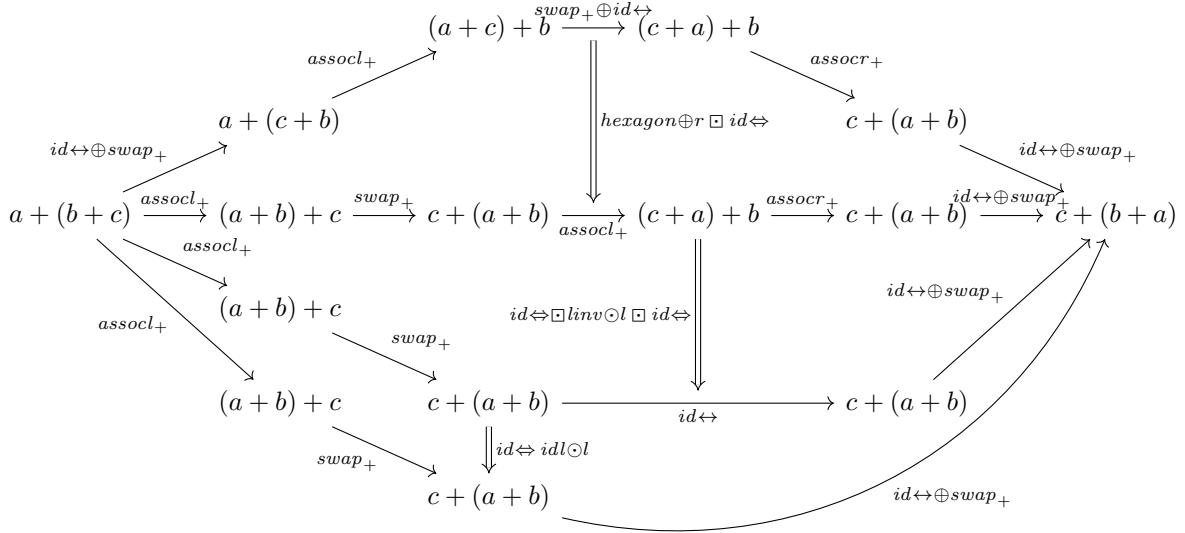 swap₊⊕id↔
(a + c) + b (c + a) + b
assocl₊ assocr₊
a + (c + b) hexagon⊕r ⊡ id⇔ c + (a + b)
id↔⊕swap₊ id↔⊕swap₊
assocl₊ swap₊ assocr₊ id↔⊕swap₊
a + (b + c) (a + b) + c c + (a + b) (c + a) + b c + (a + b) c + (b + a)
assocl₊
assocl₊
(a + b) + c id⇔⊡linv⊙l ⊡ id⇔ id↔⊕swap₊
assocl₊
swap₊
(a + b) + c c + (a + b) c + (a + b)
id↔
id⇔ idl⊙l
swap₊
c + (a + b) id↔⊕swap₊